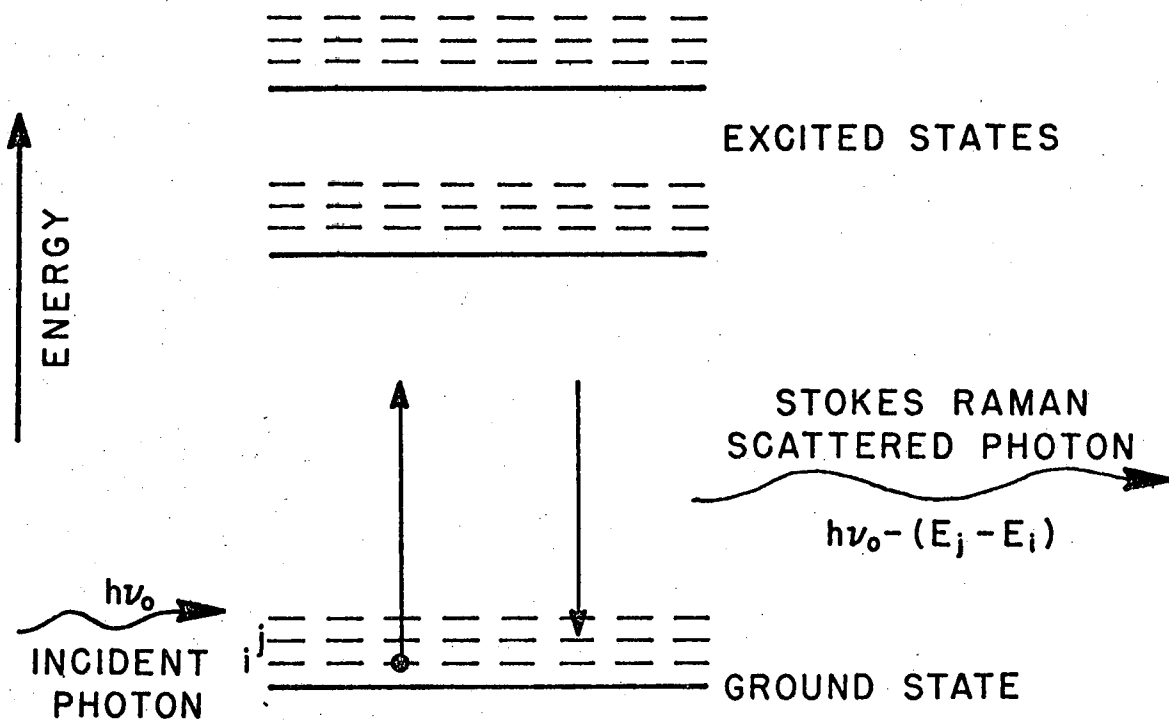 EXCITED STATES
ENERGY
STOKES RAMAN
SCATTERED PHOTON
hν₀ - (Eⱼ - Eᵢ)
hν₀
INCIDENT
PHOTON
j
i
GROUND STATE